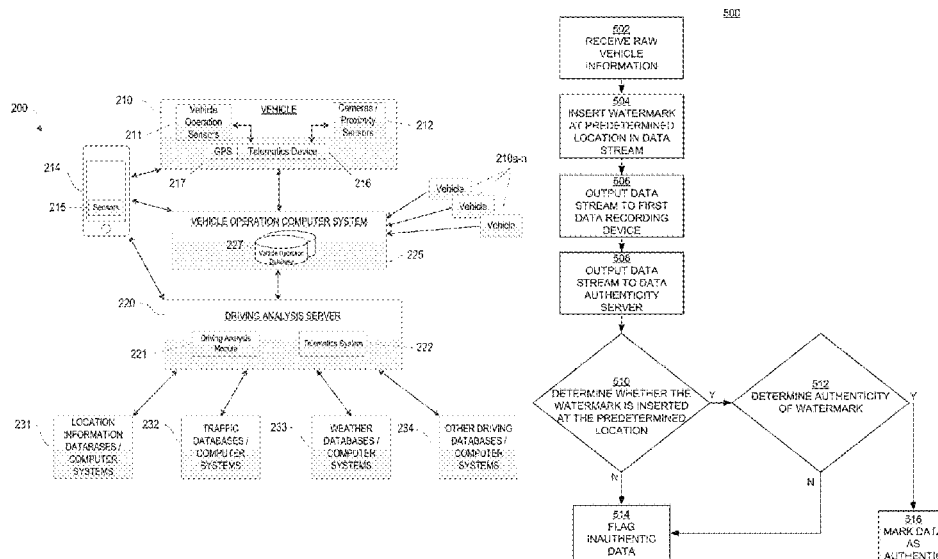 200
210
Vehicle
Operation
Sensors
VEHICLE
Cameras /
Proximity
Sensors
211
212
GPS
Telematics Device
217
216
214
215
Sensors
210a-n
Vehicle
Vehicle
Vehicle
VEHICLE OPERATION COMPUTER SYSTEM
227
Vehicle Operation
Database
225
220
DRIVING ANALYSIS SERVER
221
Driving Analysis
Module
Telematics System
222
231
LOCATION
INFORMATION
DATABASES /
COMPUTER
SYSTEMS
232
TRAFFIC
DATABASES /
COMPUTER
SYSTEMS
233
WEATHER
DATABASES /
COMPUTER
SYSTEMS
234
OTHER DRIVING
DATABASES /
COMPUTER
SYSTEMS
500
502
RECEIVE RAW
VEHICLE
INFORMATION
504
INSERT WATERMARK
AT PREDETERMINED
LOCATION IN DATA
STREAM
506
OUTPUT DATA
STREAM TO FIRST
DATA RECORDING
DEVICE
508
OUTPUT DATA
STREAM TO DATA
AUTHENTICITY
SERVER
510
DETERMINE WHETHER THE
WATERMARK IS INSERTED
AT THE PREDETERMINED
LOCATION
Y
N
512
DETERMINE AUTHENTICITY
OF WATERMARK
Y
N
514
FLAG
INAUTHENTIC
DATA
516
MARK DATA
AS
AUTHENTIC